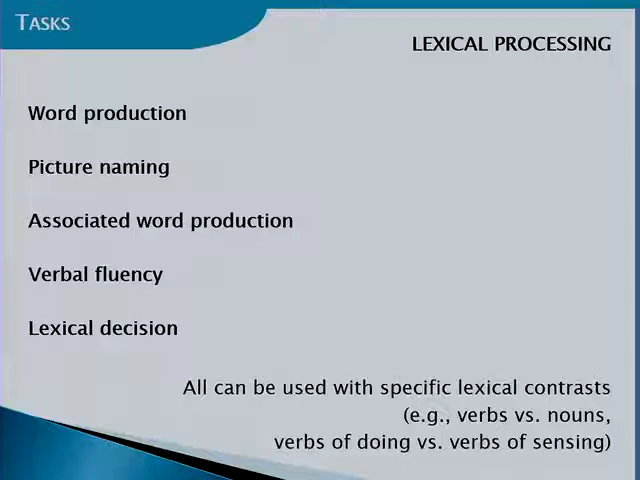 TASKS
LEXICAL PROCESSING
Word production
Picture naming
Associated word production
Verbal fluency
Lexical decision
All can be used with specific lexical contrasts
(e.g., verbs vs. nouns,
verbs of doing vs. verbs of sensing)